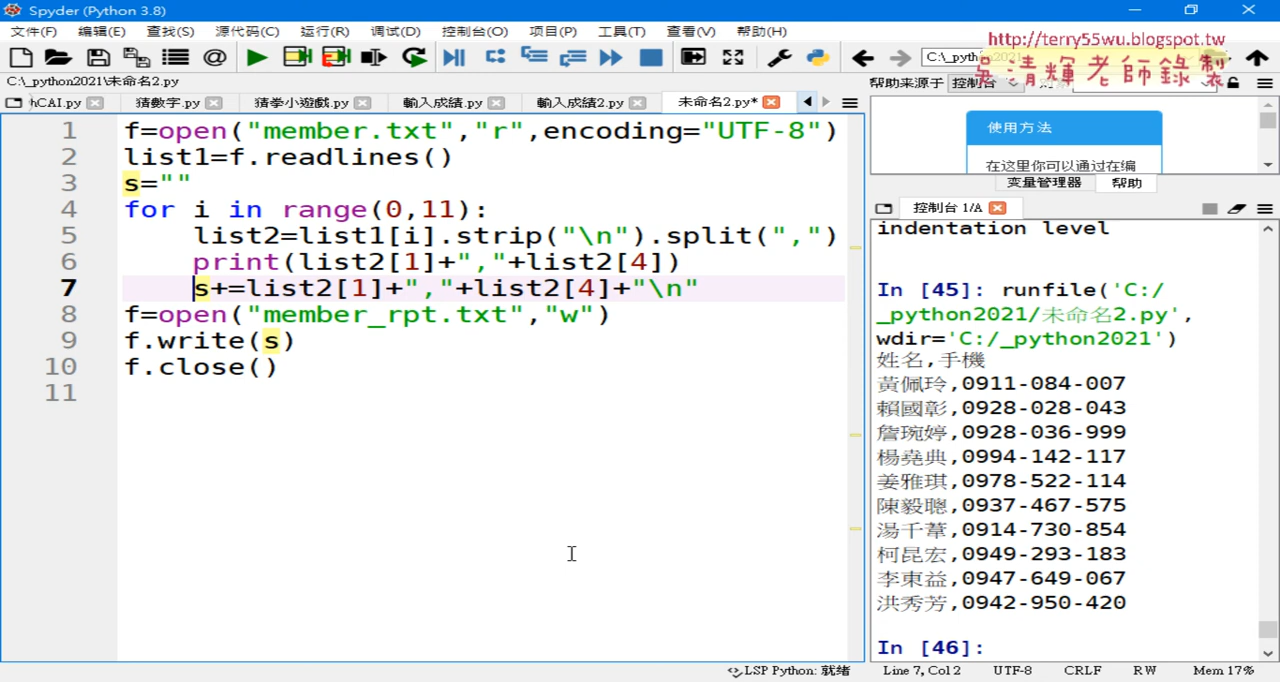 Spyder (Python 3.8)
文件(F) 编辑(E) 查找(S) 源代码(C) 运行(R) 调试(D) 控制台(O) 项目(P) 工具(T) 查看(V) 帮助(H)
http://terry55wu.blogspot.tw
吳清輝老師錄製
C:\_pyth
C:\_python2021\未命名2.py
帮助来源于 控制台
hCAI.py 猜數字.py 猜拳小遊戲.py 輸入成績.py 輸入成績2.py 未命名2.py*
使用方法
在这里你可以通过在编
变量管理器 帮助
控制台 1/A
1 f=open("member.txt","r",encoding="UTF-8")
2 list1=f.readlines()
3 s=""
4 for i in range(0,11):
5 list2=list1[i].strip("\n").split(",")
6 print(list2[1]+","+list2[4])
7 s+=list2[1]+","+list2[4]+"\n"
8 f=open("member_rpt.txt","w")
9 f.write(s)
10 f.close()
11
indentation level
In [45]: runfile('C:/
_python2021/未命名2.py',
wdir='C:/_python2021')
姓名,手機
黃佩玲,0911-084-007
賴國彰,0928-028-043
詹琬婷,0928-036-999
楊堯典,0994-142-117
姜雅琪,0978-522-114
陳毅聰,0937-467-575
湯千葦,0914-730-854
柯昆宏,0949-293-183
李東益,0947-649-067
洪秀芳,0942-950-420
In [46]:
LSP Python: 就绪 Line 7, Col 2 UTF-8 CRLF RW Mem 17%